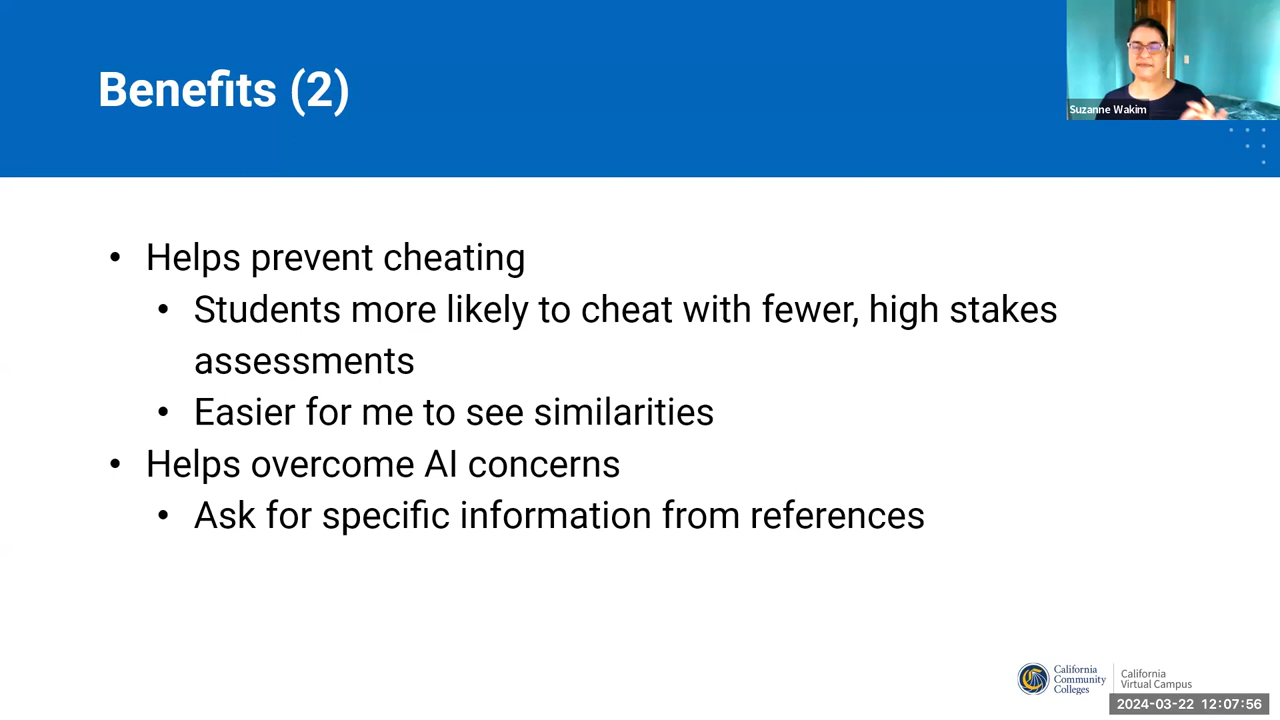 Benefits (2)
Suzanne Wakim
• Helps prevent cheating
• Students more likely to cheat with fewer, high stakes
assessments
• Easier for me to see similarities
• Helps overcome AI concerns
• Ask for specific information from references
California
Community
Colleges
California
Virtual Campus
2024-03-22 12:07:56